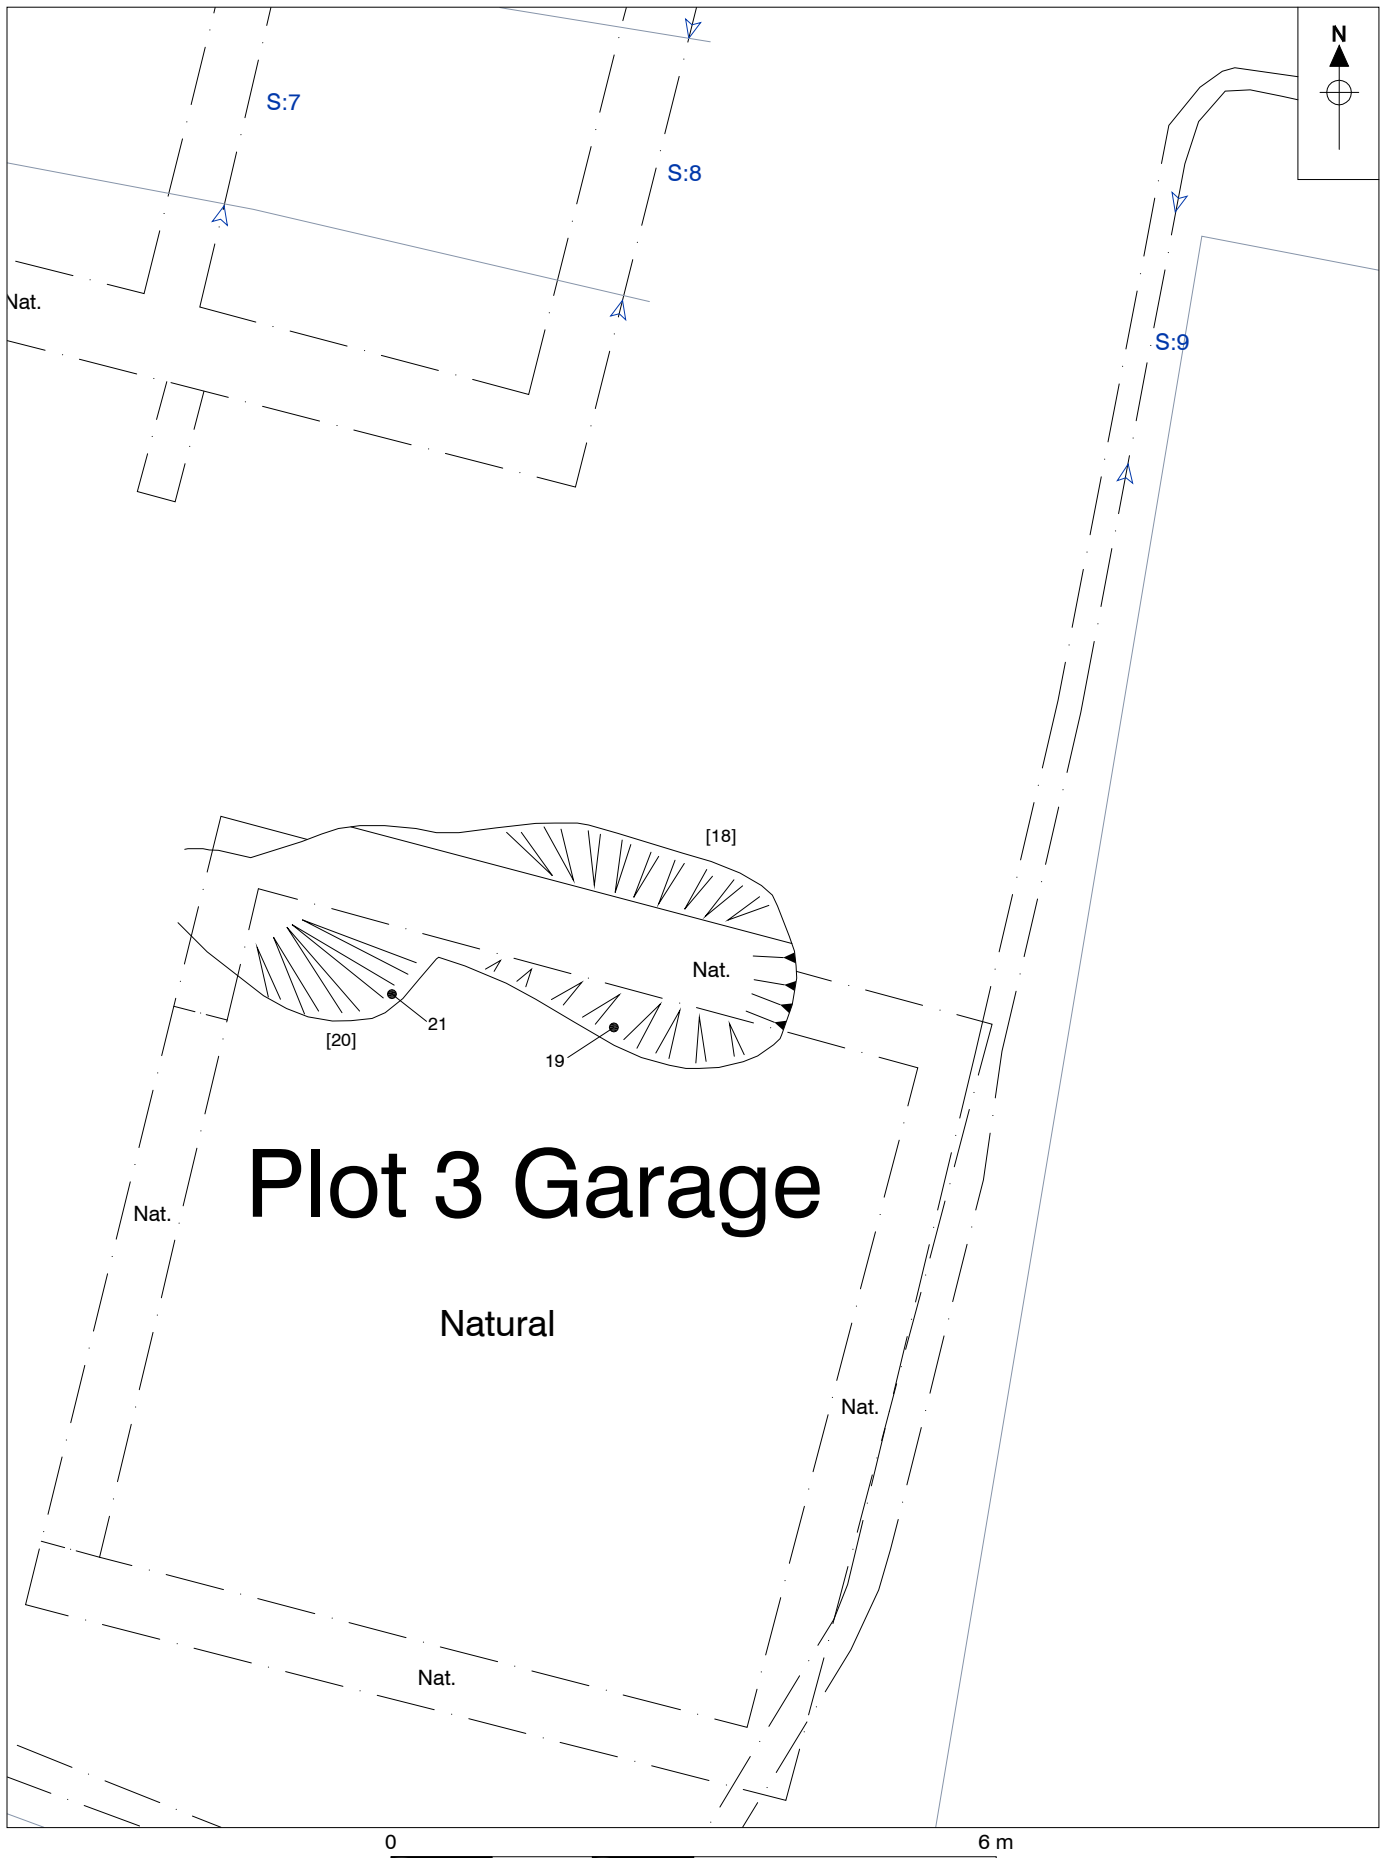 N
S:7
S:8
Nat.
S:9
[18]
Nat.
21
[20]
19
Plot 3 Garage
Nat.
Natural
Nat.
Nat.
0 6 m